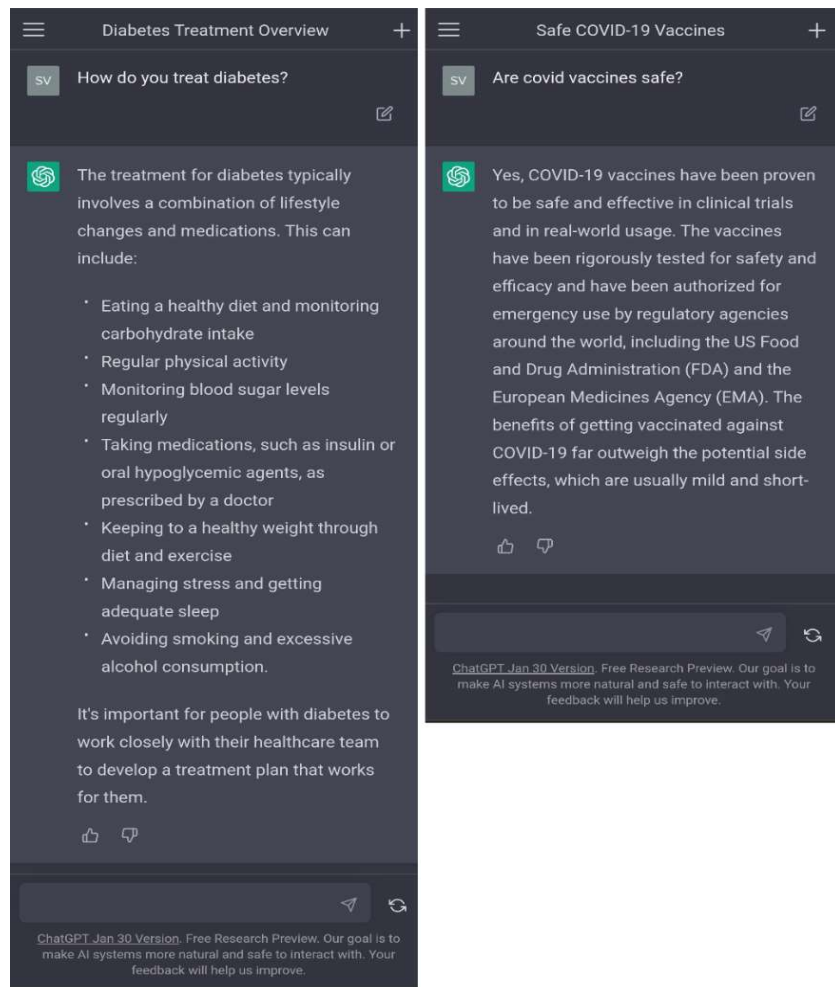 Diabetes Treatment Overview
SV
How do you treat diabetes?
The treatment for diabetes typically
involves a combination of lifestyle
changes and medications. This can
include:
• Eating a healthy diet and monitoring
carbohydrate intake
• Regular physical activity
• Monitoring blood sugar levels
regularly
• Taking medications, such as insulin or
oral hypoglycemic agents, as
prescribed by a doctor
• Keeping to a healthy weight through
diet and exercise
• Managing stress and getting
adequate sleep
• Avoiding smoking and excessive
alcohol consumption.
It's important for people with diabetes to
work closely with their healthcare team
to develop a treatment plan that works
for them.
ChatGPT Jan 30 Version. Free Research Preview. Our goal is to
make AI systems more natural and safe to interact with. Your
feedback will help us improve.
Safe COVID-19 Vaccines
SV
Are covid vaccines safe?
Yes, COVID-19 vaccines have been proven
to be safe and effective in clinical trials
and in real-world usage. The vaccines
have been rigorously tested for safety and
efficacy and have been authorized for
emergency use by regulatory agencies
around the world, including the US Food
and Drug Administration (FDA) and the
European Medicines Agency (EMA). The
benefits of getting vaccinated against
COVID-19 far outweigh the potential side
effects, which are usually mild and short-
lived.
ChatGPT Jan 30 Version. Free Research Preview. Our goal is to
make AI systems more natural and safe to interact with. Your
feedback will help us improve.